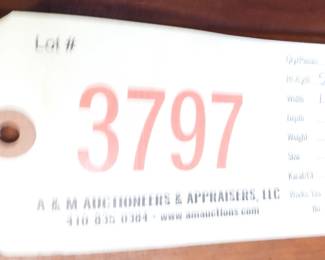 Lot #
3797
A & M AUCTIONEERS & APPRAISERS, LLC
410-835-0384 - www.amauctions.com
Width
Depth
Weight
Size